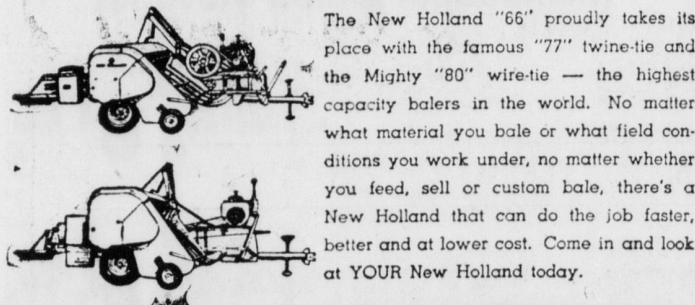 The New Holland "66" proudly takes its
place with the famous "77" twine-tie and
the Mighty "80" wire-tie — the highest
capacity balers in the world. No matter
what material you bale or what field con-
ditions you work under, no matter whether
you feed, sell or custom bale, there's a
New Holland that can do the job faster,
better and at lower cost. Come in and look
at YOUR New Holland today.